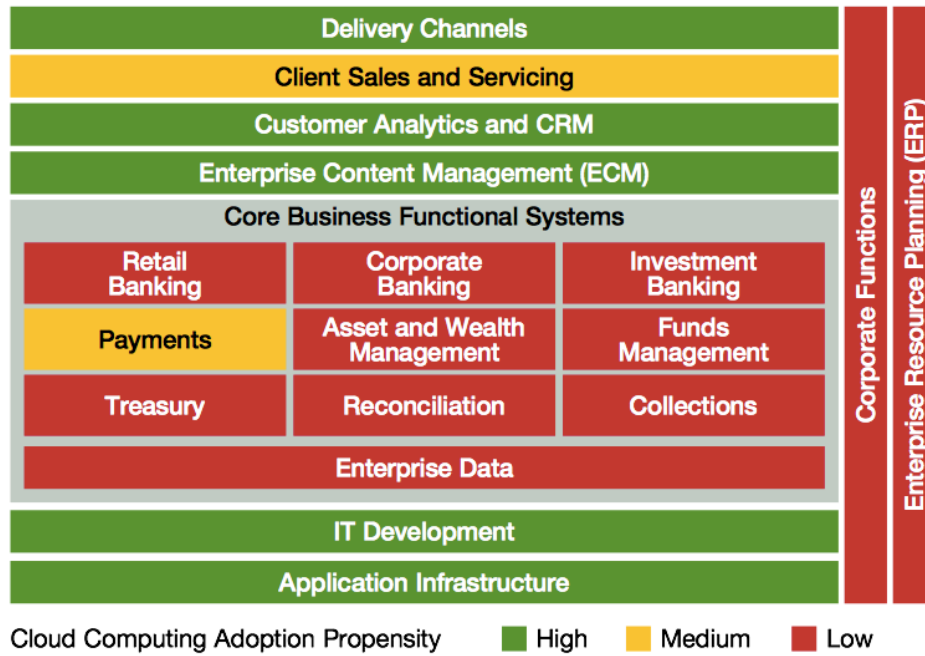 Delivery Channels
Client Sales and Servicing
Customer Analytics and CRM
Enterprise Content Management (ECM)
Core Business Functional Systems
Retail
Banking
Corporate
Banking
Investment
Banking
Payments
Asset and Wealth
Management
Funds
Management
Treasury
Reconciliation
Collections
Enterprise Data
IT Development
Application Infrastructure
Corporate Functions
Enterprise Resource Planning (ERP)
Cloud Computing Adoption Propensity
High
Medium
Low